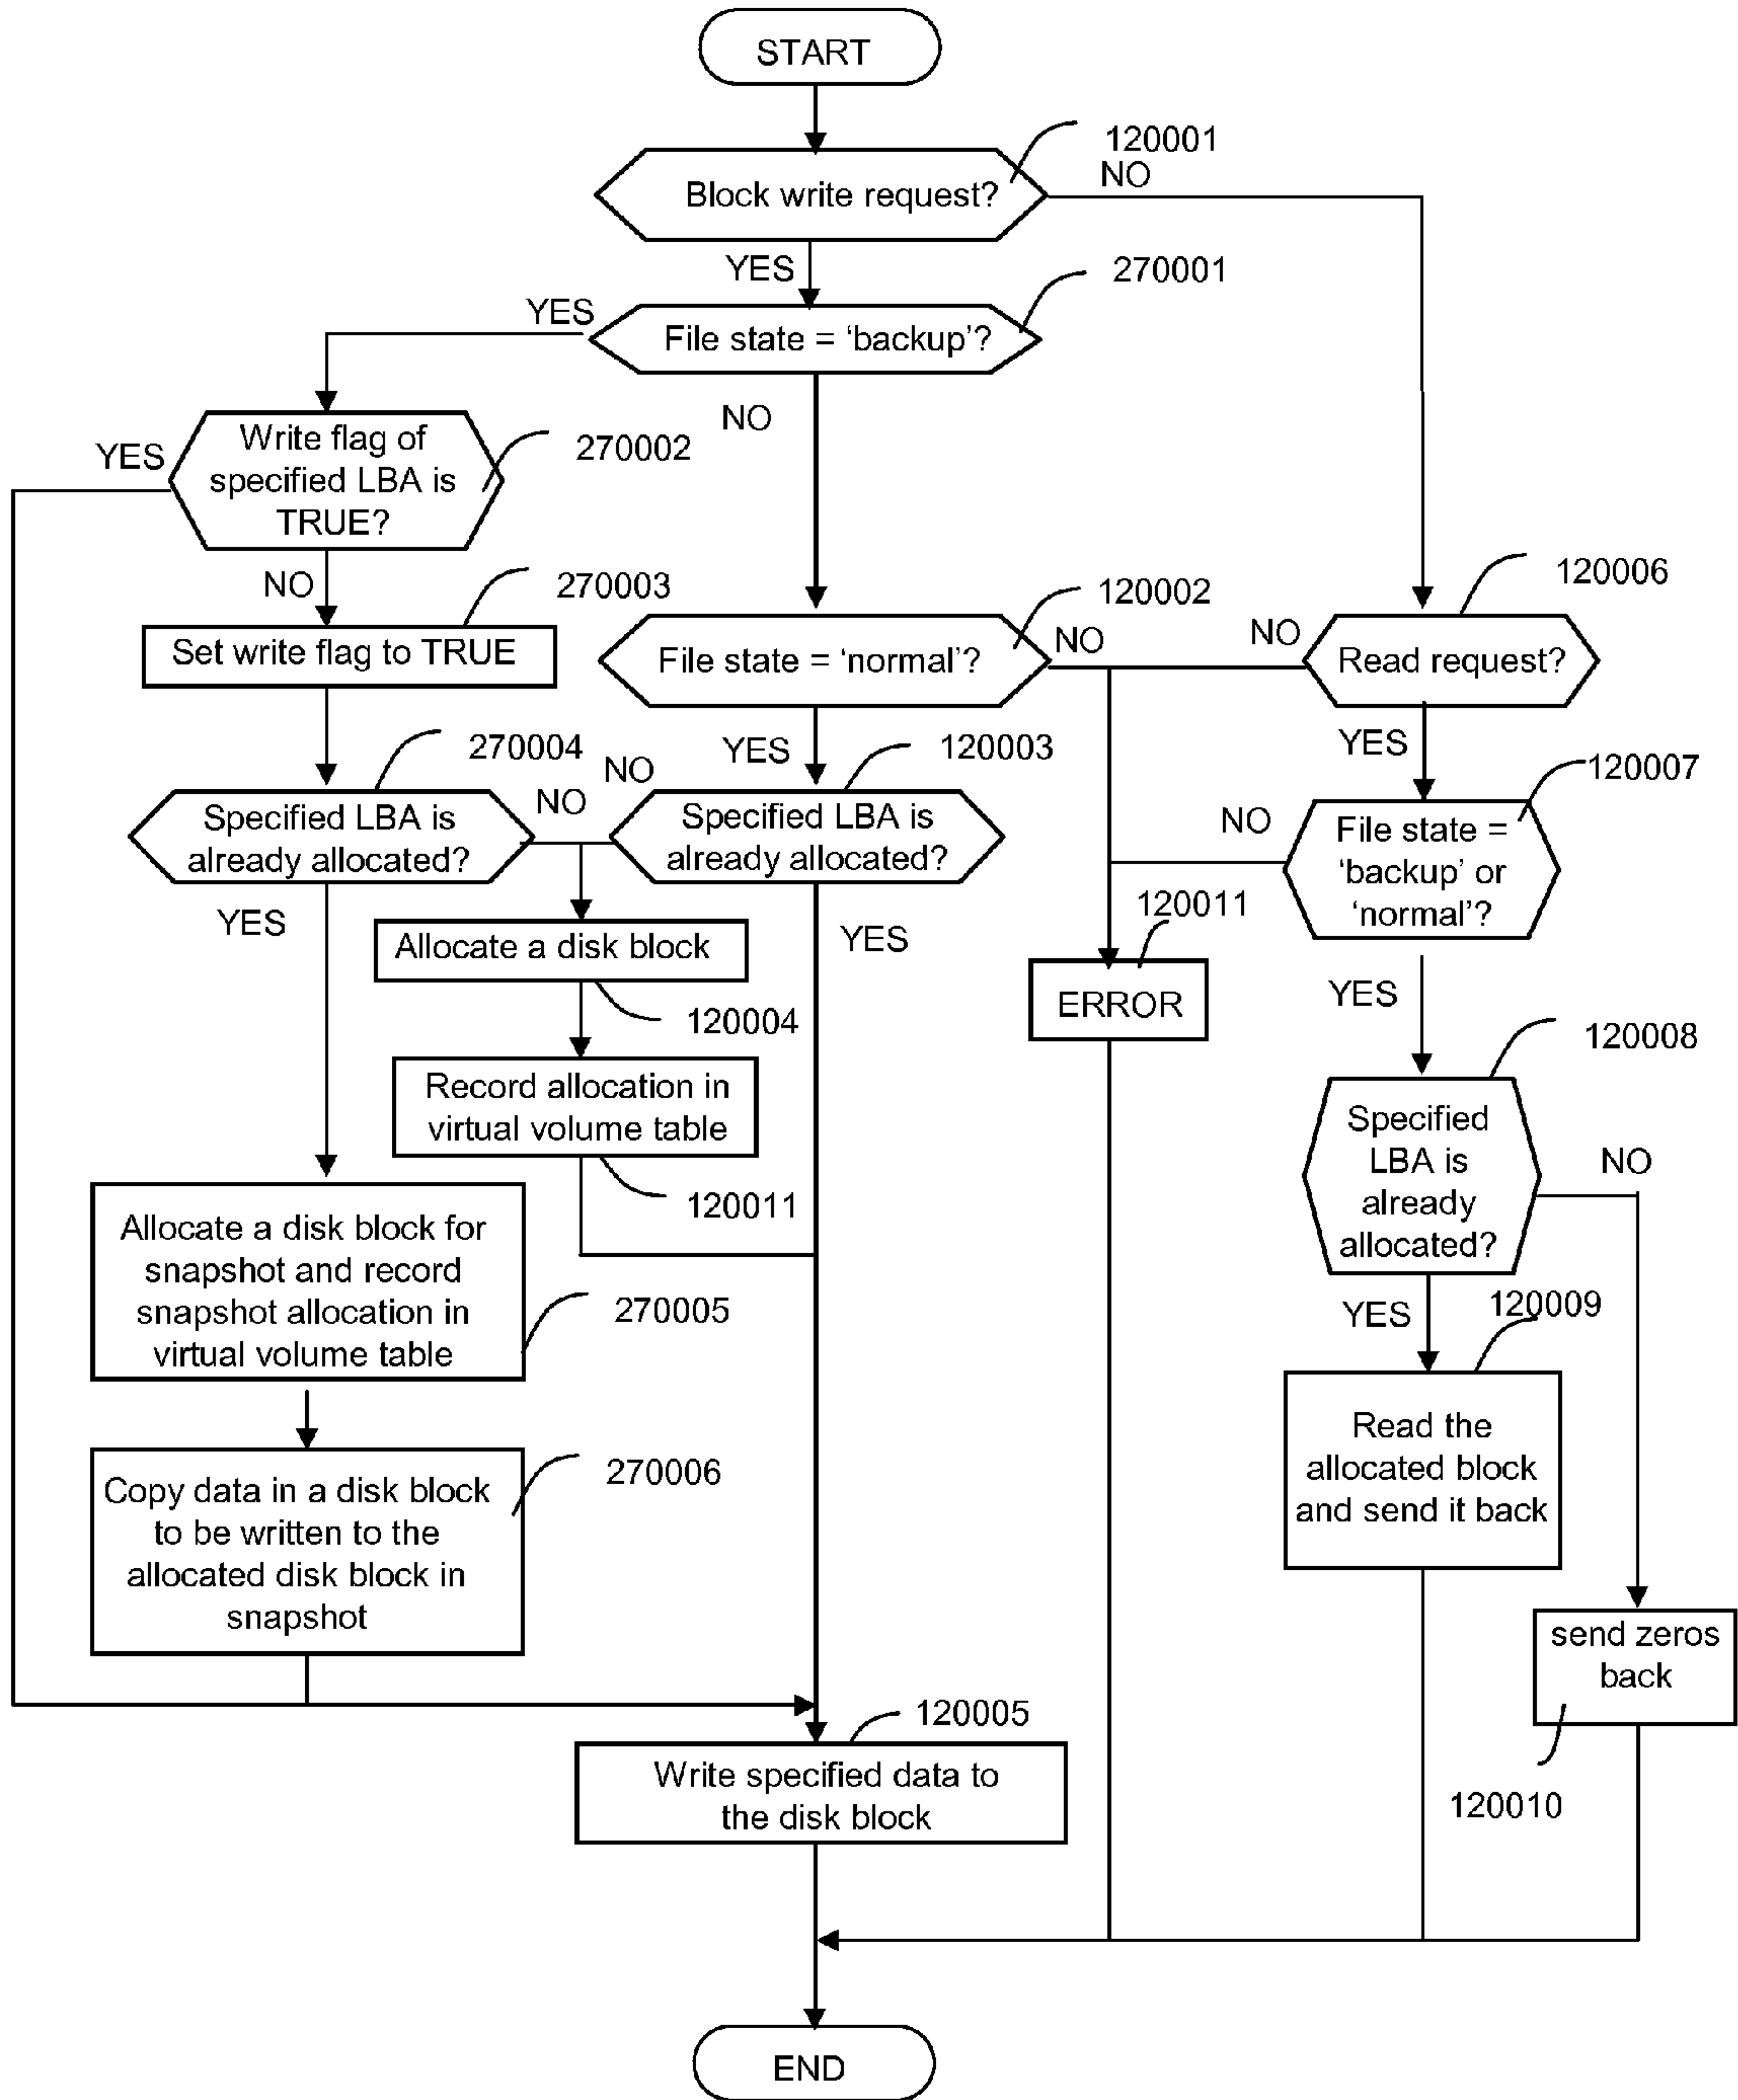 START
120001
NO
Block write request?
YES
270001
YES
File state = ‘backup’?
NO
Write flag of
specified LBA is
TRUE?
270002
YES
NO
270003
Set write flag to TRUE
120002
File state = ‘normal’?
NO
NO
120006
Read request?
270004
NO
YES
120003
YES
120007
Specified LBA is
already allocated?
NO
Specified LBA is
already allocated?
NO
File state =
‘backup’ or
‘normal’?
YES
Allocate a disk block
YES
120011
ERROR
YES
120004
120008
Record allocation in
virtual volume table
120011
Specified
LBA is
already
allocated?
NO
Allocate a disk block for
snapshot and record
snapshot allocation in
virtual volume table
270005
YES
120009
Read the
allocated block
and send it back
Copy data in a disk block
to be written to the
allocated disk block in
snapshot
270006
send zeros
back
120005
Write specified data to
the disk block
120010
END